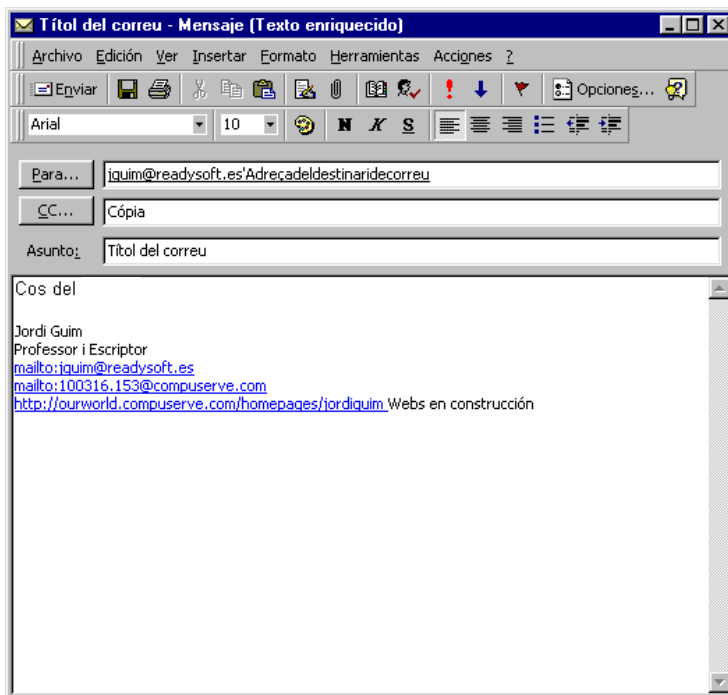 Títol del correu - Mensaje (Texto enriquecido)
Archivo Edición Ver Insertar Formato Herramientas Acciones ?
Enviar Opciones...
Arial 10 N K S
Para... jguim@readysoft.es'Adreçadeldestinaridecorreu
CC... Cópia
Asunto: Títol del correu
Cos del
Jordi Guim
Professor i Escriptor
mailto:jguim@readysoft.es
mailto:100316.153@compuserve.com
http://ourworld.compuserve.com/homepages/jordiguim Webs en construcción